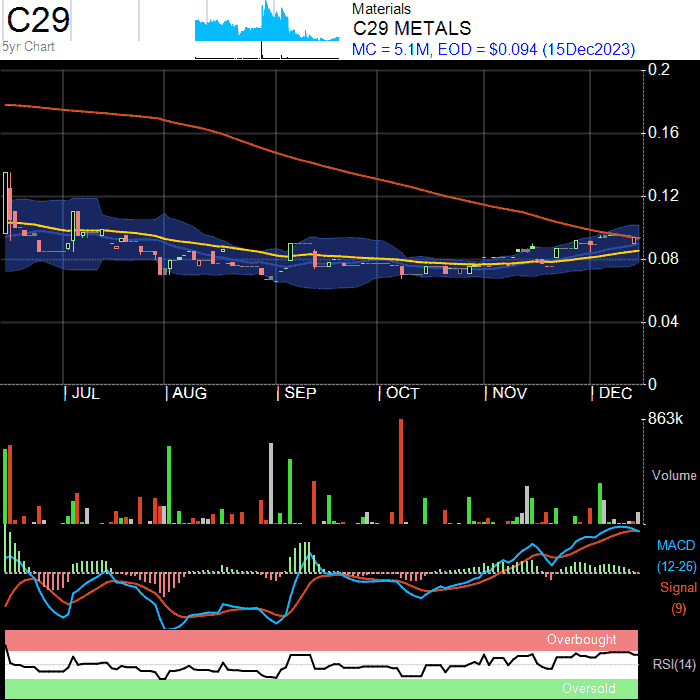 C29
5yr Chart
Materials
C29 METALS
MC = 5.1M, EOD = $0.094 (15Dec2023)
0.2
0.16
0.12
0.08
0.04
0
JUL
AUG
SEP
OCT
NOV
DEC
863k
Volume
MACD
(12-26)
Signal
(9)
Overbought
RSI(14)
Oversold